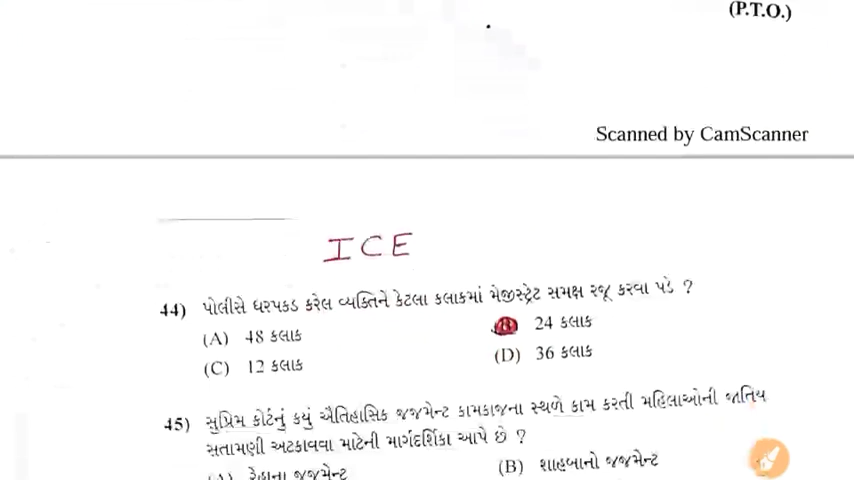 (P.T.O.)
Scanned by CamScanner
ICE
44) પોલીસે ધરપકડ કરેલ વ્યક્તિને કેટલા કલાકમાં મેજીસ્ટ્રેટ સમક્ષ રજૂ કરવા પડે ?
(A) 48 કલાક
(B) 24 કલાક
(C) 12 કલાક
(D) 36 કલાક
45) સુપ્રિમ કોર્ટનું કયું ઐતિહાસિક જજમેન્ટ કામકાજના સ્થળે કામ કરતી મહિલાઓની જાતિય
સતામણી અટકાવવા માટેની માર્ગદર્શિકા આપે છે ?
(A) રેહાના જજમેન્ટ
(B) શાહબાનો જજમેન્ટ